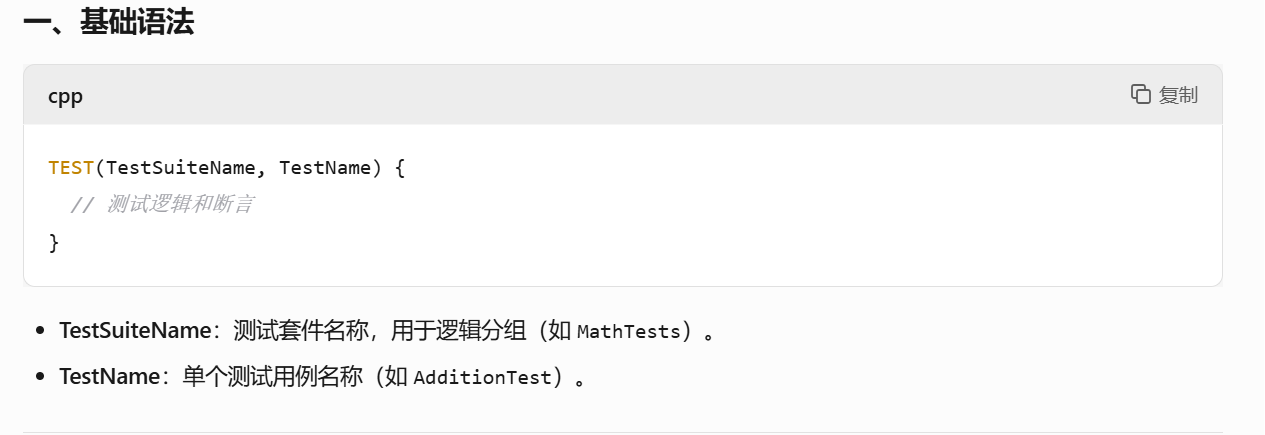 一、基础语法
cpp
复制
TEST(TestSuiteName, TestName) {
// 测试逻辑和断言
}
• TestSuiteName：测试套件名称，用于逻辑分组（如 MathTests）。
• TestName：单个测试用例名称（如 AdditionTest）。